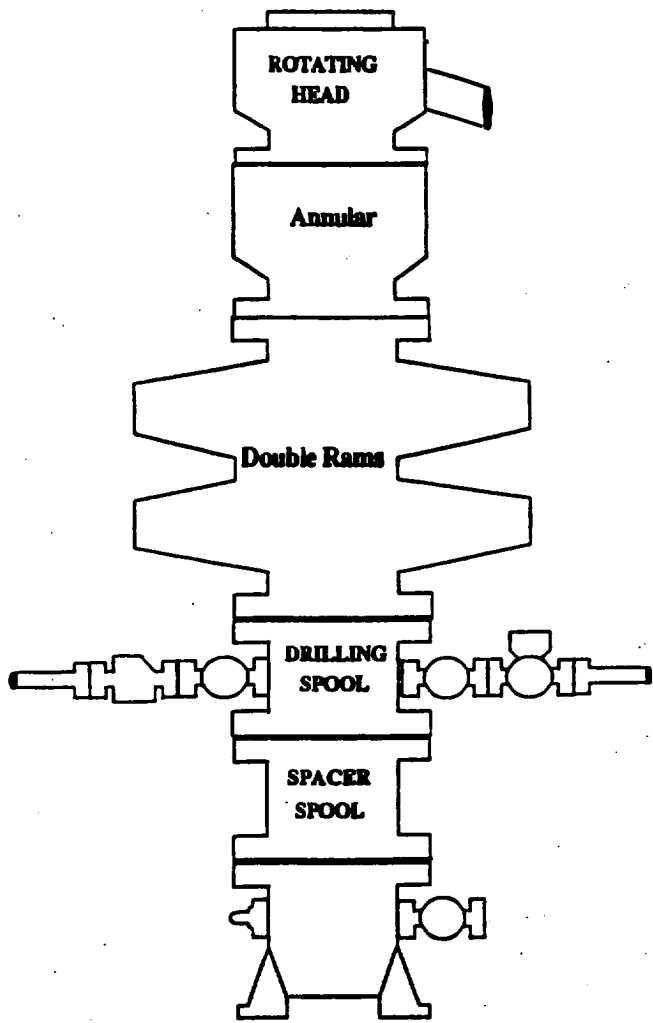 ROTATING
HEAD
Annular
Double Rams
DRILLING
SPOOL
SPACER
SPOOL